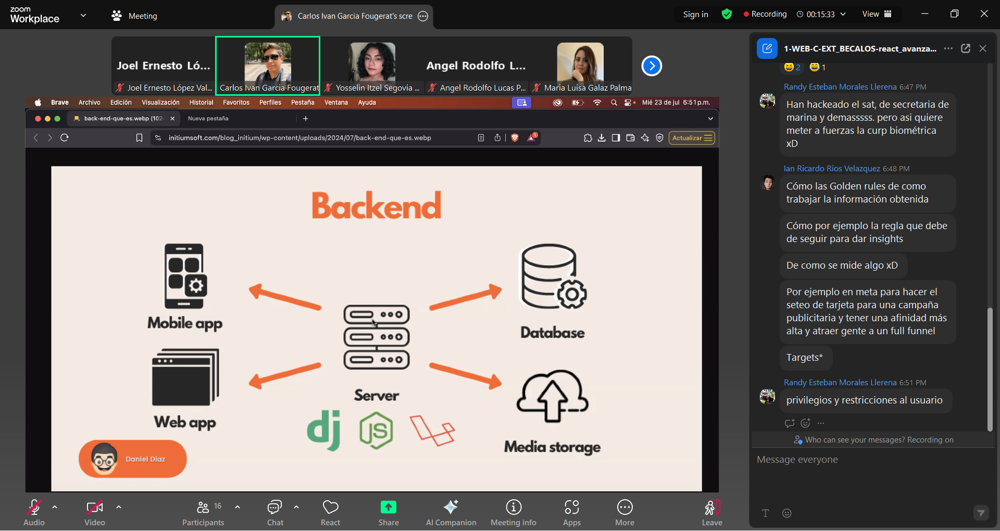 zoom
Workplace
Meeting
Carlos Ivan Garcia Fougerat's scre
Sign in
Recording
00:15:33
View
Joel Ernesto Ló...
Angel Rodolfo L...
Joel Ernesto López Val...
Carlos Ivan Garcia Fougerat
Yosselin Itzel Segovia ...
Angel Rodolfo Lucas P...
Maria Luisa Galaz Palma
Brave
Archivo
Edición
Visualización
Historial
Favoritos
Perfiles
Pestaña
Ventana
Ayuda
Mié 23 de jul 6:51 p.m.
back-end-que-es.webp (102
Nueva pestaña
initiumsoft.com/blog_initium/wp-content/uploads/2024/07/back-end-que-es.webp
1
Actualizar
Backend
Mobile app
Database
Server
Web app
dj
JS
Media storage
Daniel Diaz
1-WEB-C-EXT_BECALOS-react_avanza...
2
1
Randy Esteban Morales Llerena 6:47 PM
Han hackeado el sat, de secretaria de
marina y demasssss. pero asi quiere
meter a fuerzas la curp biométrica
xD
Ian Ricardo Rios Velazquez 6:48 PM
Cómo las Golden rules de como
trabajar la información obtenida
Cómo por ejemplo la regla que debe
de seguir para dar insights
De como se mide algo xD
Por ejemplo en meta para hacer el
seteo de tarjeta para una campaña
publicitaria y tener una afinidad más
alta y atraer gente a un full funnel
Targets*
Randy Esteban Morales Llerena 6:51 PM
privilegios y restricciones al usuario
Who can see your messages? Recording on
Message everyone
Audio
Video
16
Participants
Chat
React
Share
AI Companion
Meeting info
Apps
More
Leave